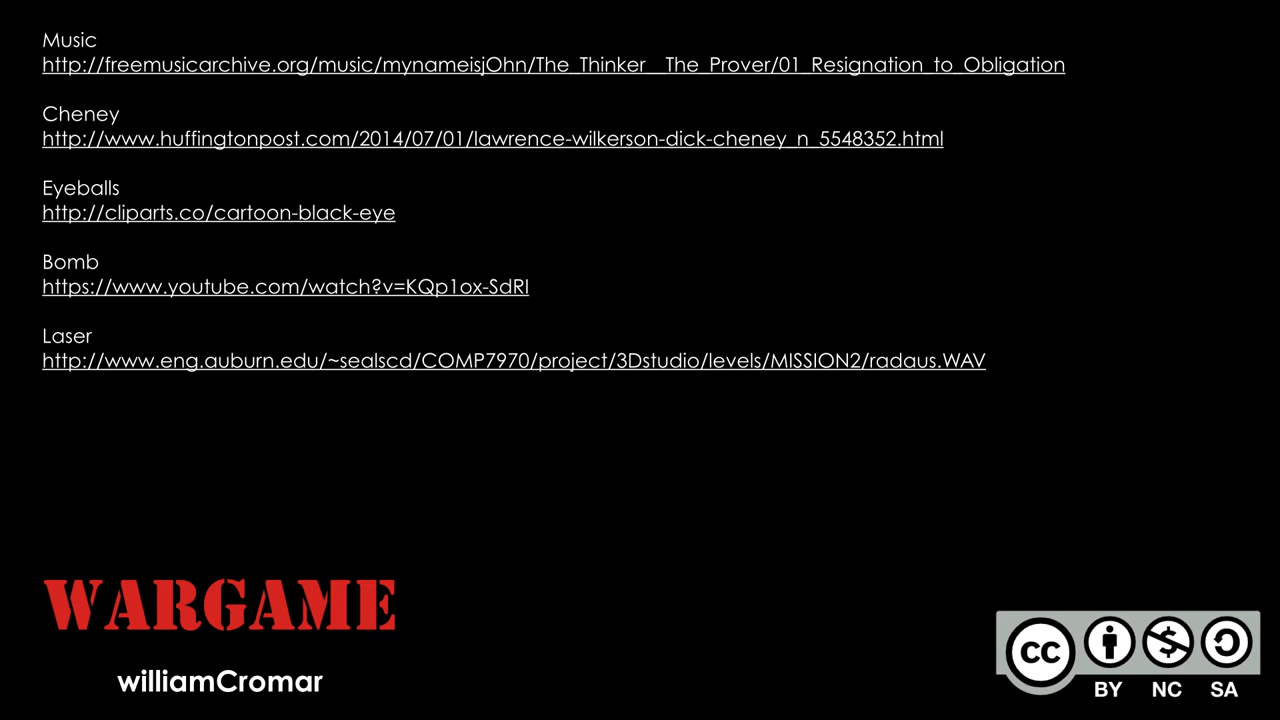 Music
http://freemusicarchive.org/music/mynameisjOhn/The_Thinker__The_Prover/01_Resignation_to_Obligation
Cheney
http://www.huffingtonpost.com/2014/07/01/lawrence-wilkerson-dick-cheney_n_5548352.html
Eyeballs
http://cliparts.co/cartoon-black-eye
Bomb
https://www.youtube.com/watch?v=KQp1ox-SdRI
Laser
http://www.eng.auburn.edu/~sealscd/COMP7970/project/3Dstudio/levels/MISSION2/radaus.WAV
WARGAME
williamCromar
cc
BY NC SA